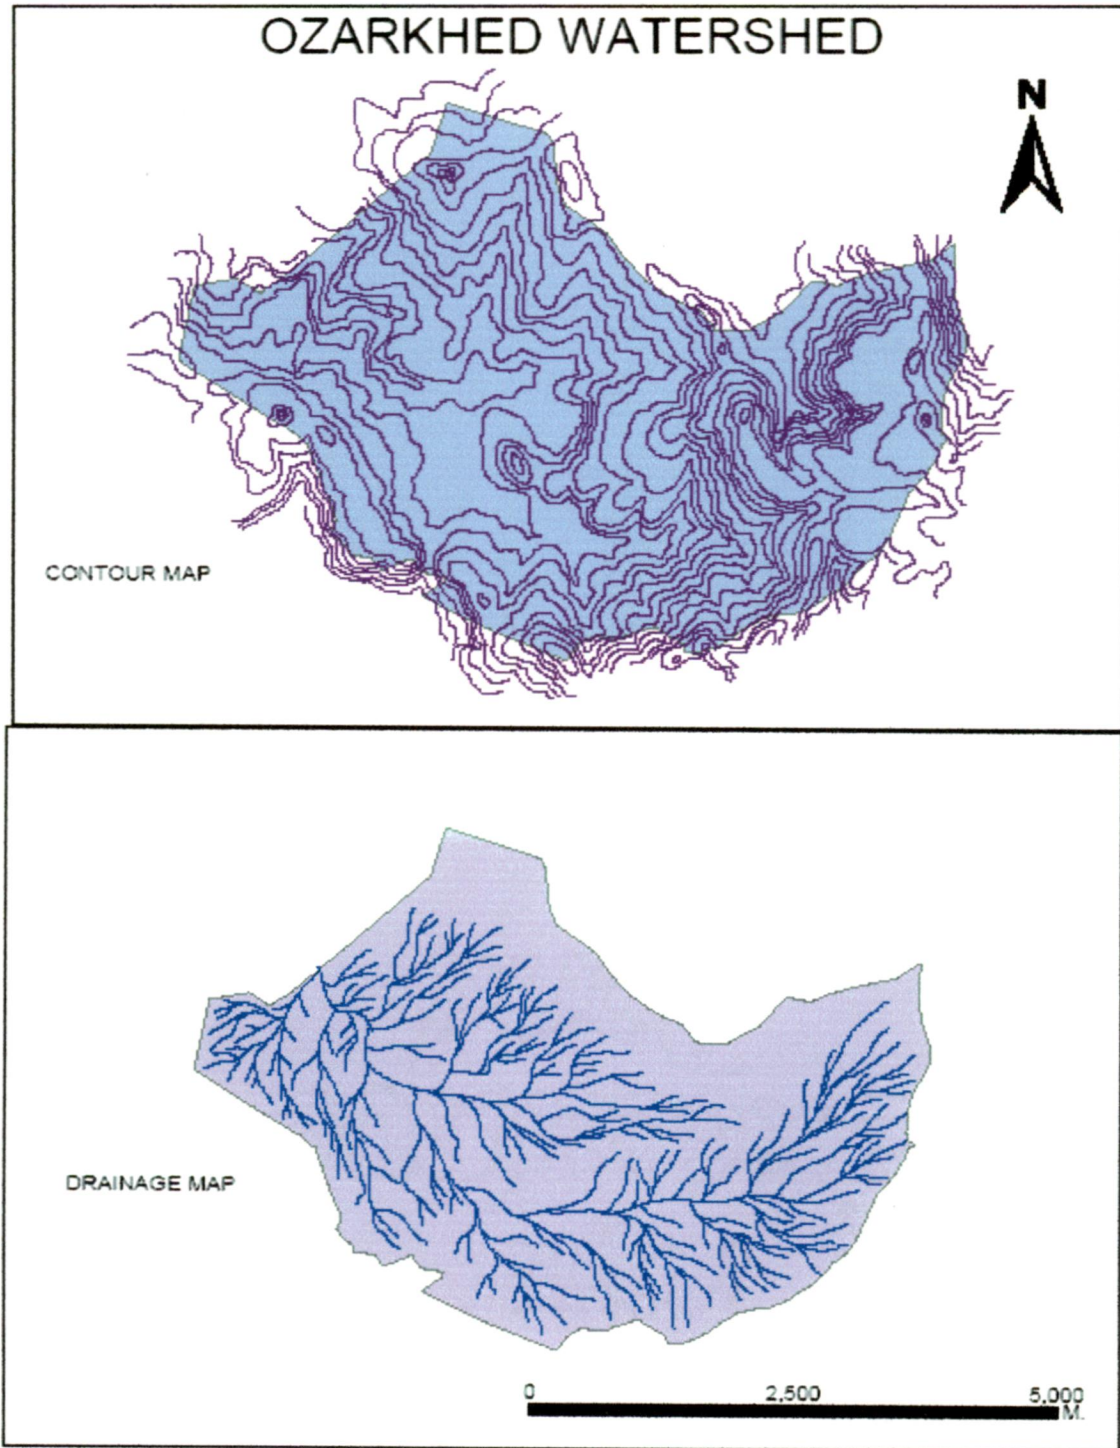 OZARKHED WATERSHED
N
CONTOUR MAP
DRAINAGE MAP
0 2,500 5,000
M.